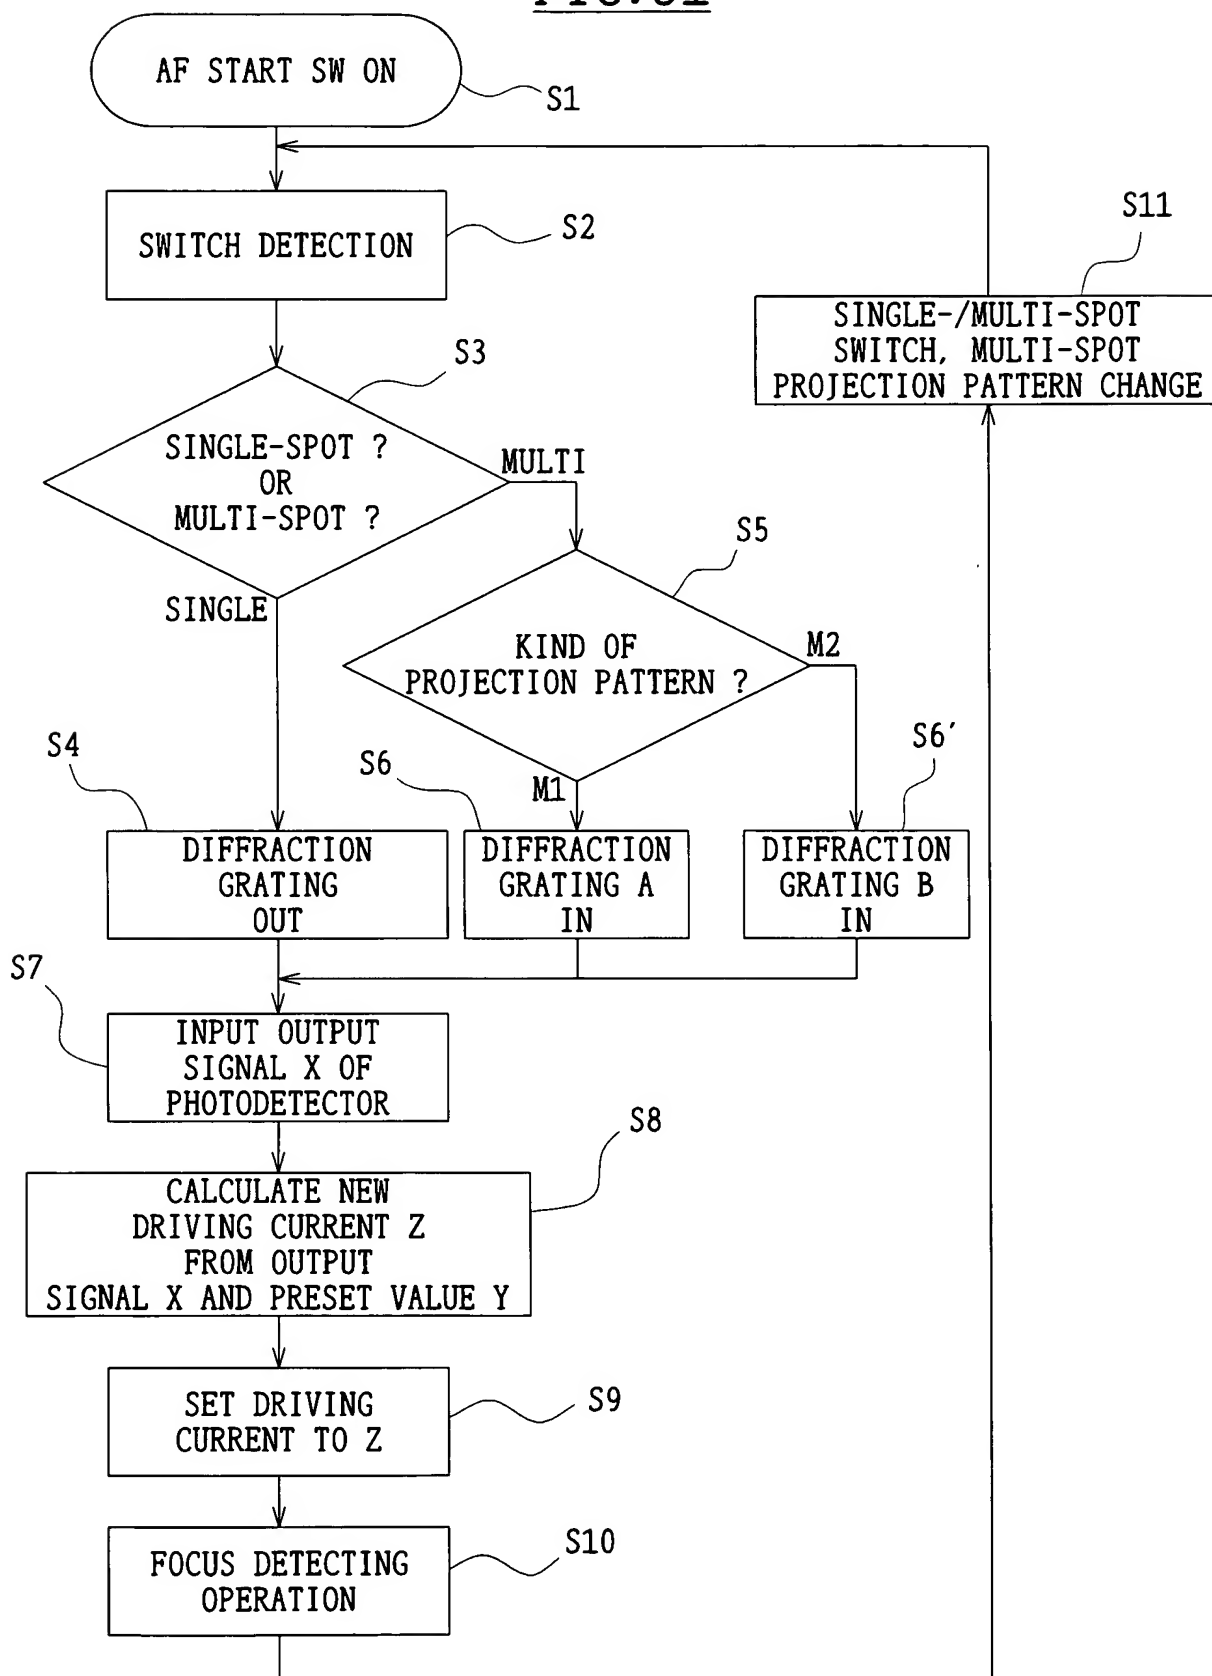 AF START SW ON
S1
SWITCH DETECTION
S2
S11
SINGLE-/MULTI-SPOT
SWITCH, MULTI-SPOT
PROJECTION PATTERN CHANGE
S3
SINGLE-SPOT ?
OR
MULTI-SPOT ?
MULTI
SINGLE
S5
KIND OF
PROJECTION PATTERN ?
M2
M1
S4
DIFFRACTION
GRATING
OUT
S6
DIFFRACTION
GRATING A
IN
S6´
DIFFRACTION
GRATING B
IN
S7
INPUT OUTPUT
SIGNAL X OF
PHOTODETECTOR
S8
CALCULATE NEW
DRIVING CURRENT Z
FROM OUTPUT
SIGNAL X AND PRESET VALUE Y
SET DRIVING
CURRENT TO Z
S9
FOCUS DETECTING
OPERATION
S10